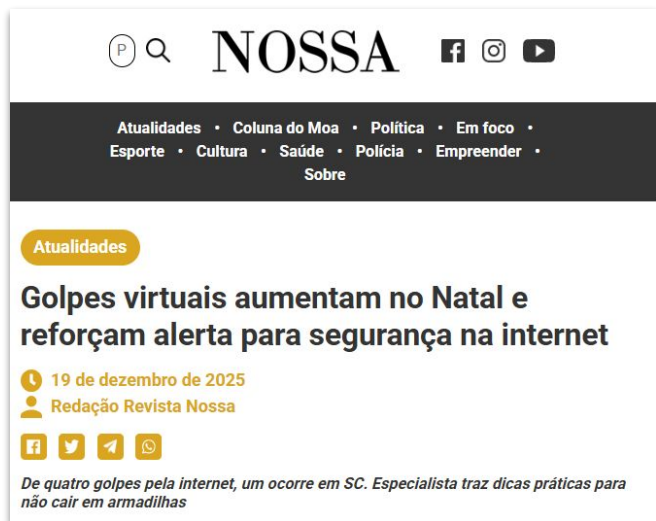 P
NOSSA
Atualidades • Coluna do Moa • Política • Em foco •
Esporte • Cultura • Saúde • Polícia • Empreender •
Sobre
Atualidades
Golpes virtuais aumentam no Natal e
reforçam alerta para segurança na internet
19 de dezembro de 2025
Redação Revista Nossa
De quatro golpes pela internet, um ocorre em SC. Especialista traz dicas práticas para
não cair em armadilhas